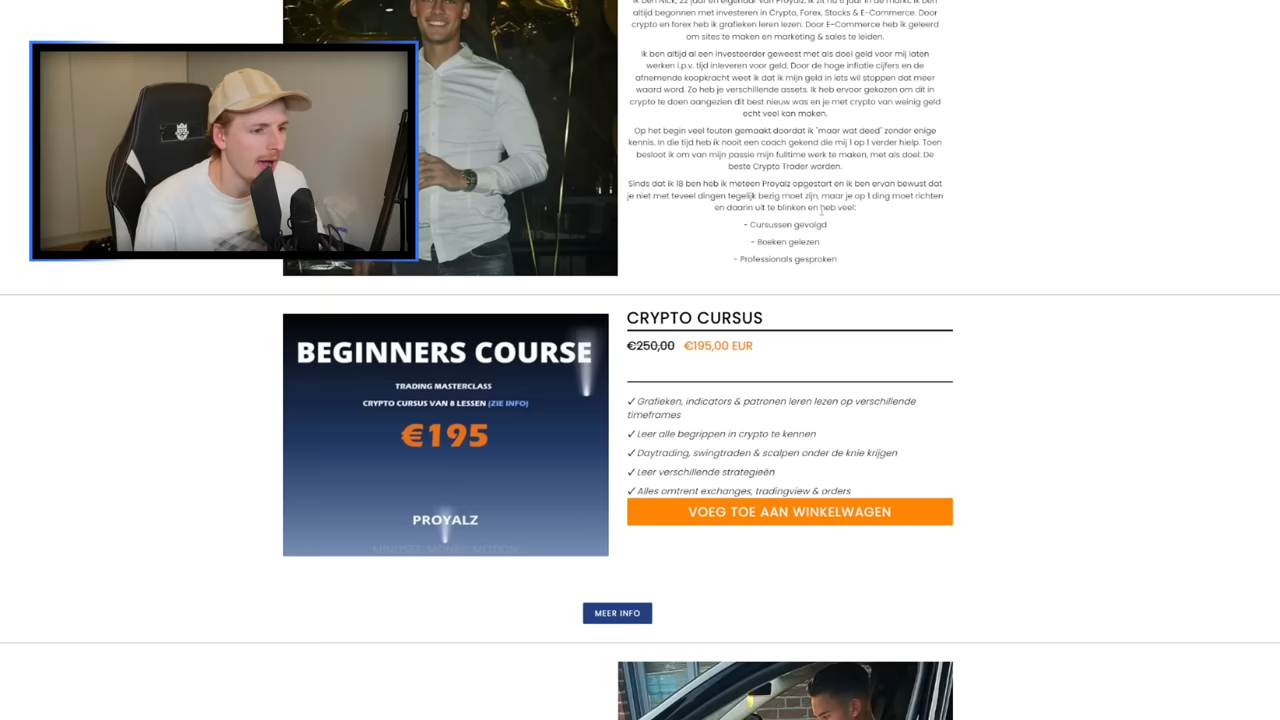 Ik ben Nick, 22 jaar en eigenaar van Proyalz. Ik zit nu 6 jaar in de markt. Ik ben
altijd begonnen met investeren in Crypto, Forex, Stocks & E-Commerce. Door
crypto en forex heb ik grafieken leren lezen. Door E-Commerce heb ik geleerd
om sites te maken en marketing & sales te leiden.
Ik ben altijd al een investeerder geweest met als doel geld voor mij laten
werken i.p.v. tijd inleveren voor geld. Door de hoge inflatie cijfers en de
afnemende koopkracht weet ik dat ik mijn geld in iets wil stoppen dat meer
waard word. Zo heb je verschillende assets. Ik heb ervoor gekozen om dit in
crypto te doen aangezien dit best nieuw was en je met crypto van weinig geld
echt veel kan maken.
Op het begin veel fouten gemaakt doordat ik 'maar wat deed' zonder enige
kennis. In die tijd heb ik nooit een coach gekend die mij 1 op 1 verder hielp. Toen
besloot ik om van mijn passie mijn fulltime werk te maken, met als doel: De
beste Crypto Trader worden.
Sinds dat ik 18 ben heb ik meteen Proyalz opgestart en ik ben ervan bewust dat
je niet met teveel dingen tegelijk bezig moet zijn, maar je op 1 ding moet richten
en daarin uit te blinken en heb veel:
- Cursussen gevolgd
- Boeken gelezen
- Professionals gesproken
BEGINNERS COURSE
TRADING MASTERCLASS
CRYPTO CURSUS VAN 8 LESSEN (ZIE INFO)
€195
PROYALZ
MINDSET MONEY MOTION
CRYPTO CURSUS
€250,00 €195,00 EUR
✓ Grafieken, indicators & patronen leren lezen op verschillende
timeframes
✓ Leer alle begrippen in crypto te kennen
✓ Daytrading, swingtraden & scalpen onder de knie krijgen
✓ Leer verschillende strategieën
✓ Alles omtrent exchanges, tradingview & orders
VOEG TOE AAN WINKELWAGEN
MEER INFO